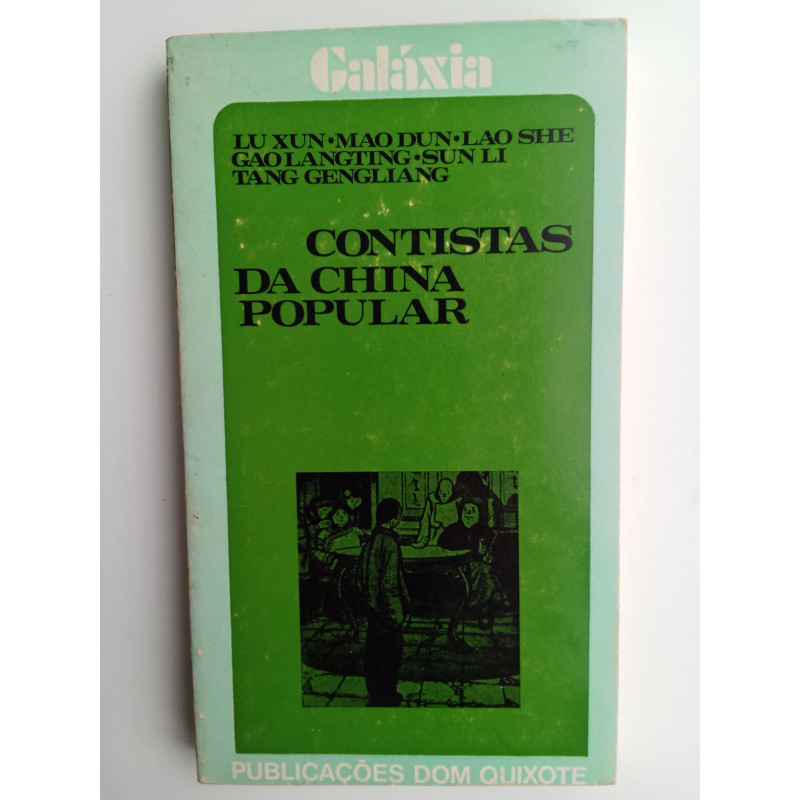 Galáxia
LU XUN•MAO DUN•LAO SHE
GAO LANGTING•SUN LI
TANG GENGLIANG
CONTISTAS
DA CHINA
POPULAR
PUBLICAÇÕES DOM QUIXOTE